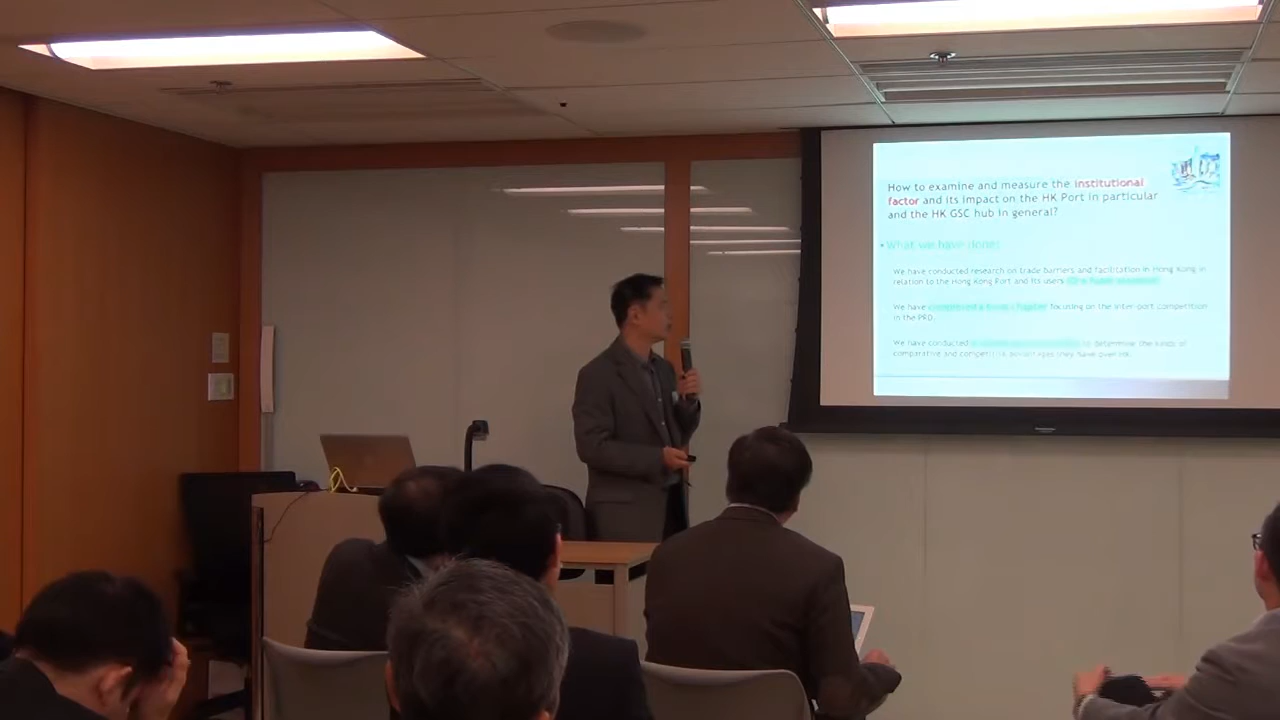 How to examine and measure the institutional
factor and its impact on the HK Port in particular
and the HK GSC hub in general?
• What we have done:
We have conducted research on trade barriers and facilitation in Hong Kong in
relation to the Hong Kong Port and its users
We have completed a book chapter focusing on the inter-port competition
in the PRD.
We have conducted to determine the kinds of
comparative and competitive advantages they have over HK.